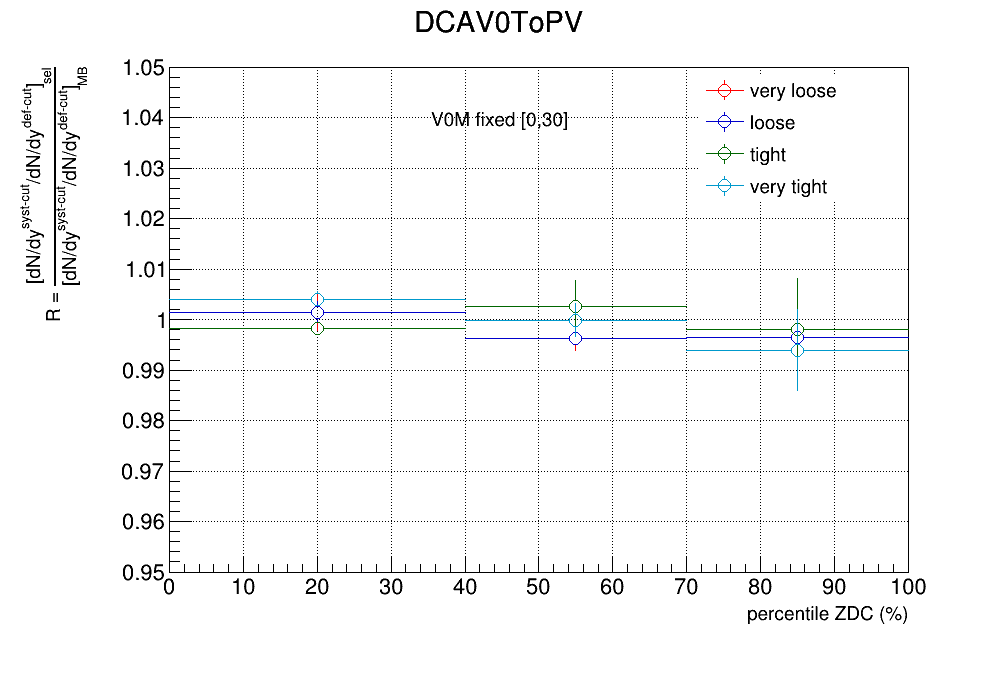 DCAV0ToPV
R = [dN/dy^syst-cut/dN/dy^def-cut]_sel
[dN/dy^syst-cut/dN/dy^def-cut]_MB
1.05
1.04
1.03
1.02
1.01
1
0.99
0.98
0.97
0.96
0.95
V0M fixed [0,30]
very loose
loose
tight
very tight
0 10 20 30 40 50 60 70 80 90 100
percentile ZDC (%)